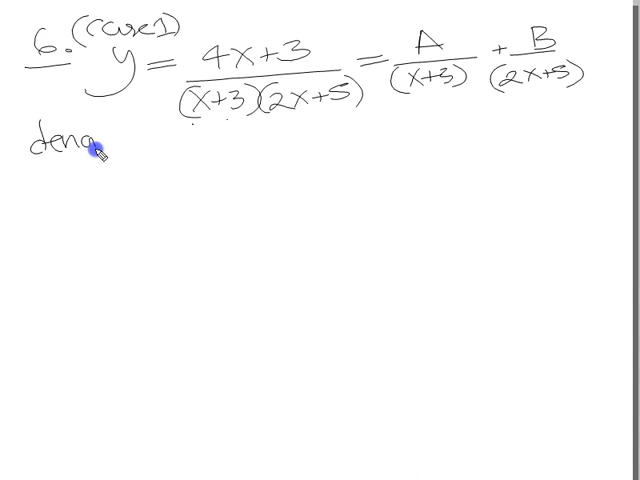 6. (Case 1) y = 4x+3 / (x+3)(2x+5) = A / (x+3) + B / (2x+5)
deno